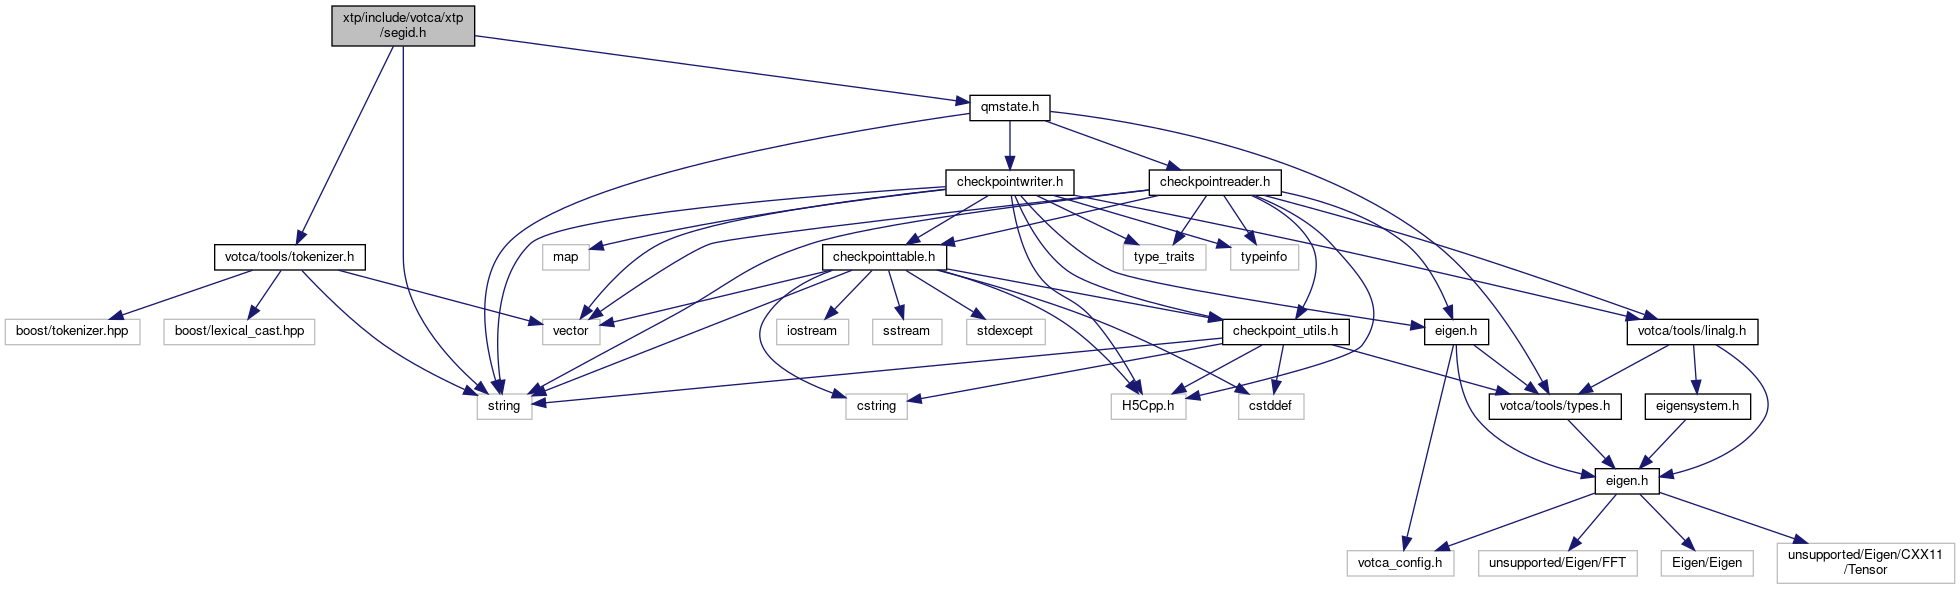 xtp/include/votca/xtp
/segid.h
qmstate.h
checkpointwriter.h
checkpointreader.h
votca/tools/tokenizer.h
map
checkpointtable.h
type_traits
typeinfo
boost/tokenizer.hpp
boost/lexical_cast.hpp
vector
iostream
sstream
stdexcept
checkpoint_utils.h
eigen.h
votca/tools/linalg.h
string
cstring
H5Cpp.h
cstddef
votca/tools/types.h
eigensystem.h
eigen.h
votca_config.h
unsupported/Eigen/FFT
Eigen/Eigen
unsupported/Eigen/CXX11
/Tensor